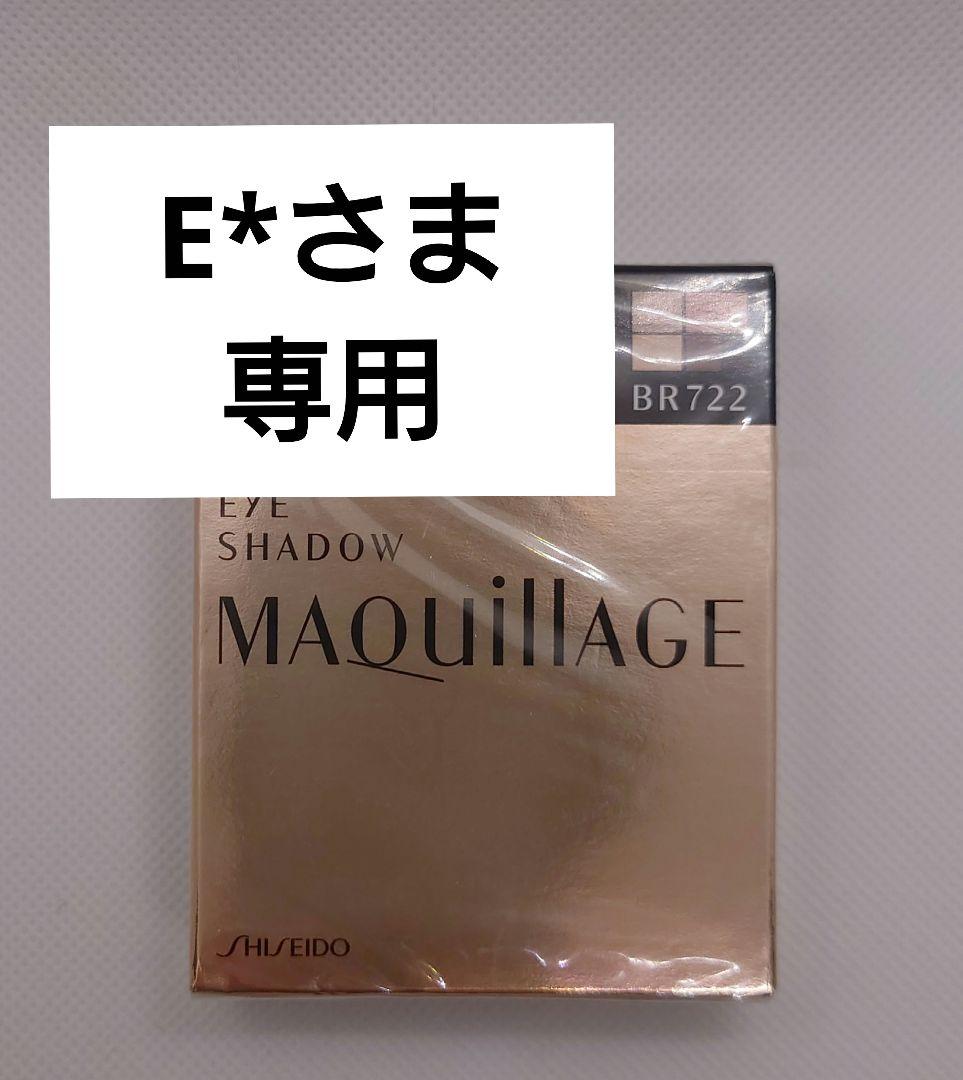 E*さま
専用
BR722
EYE
SHADOW
MAQuillAGE
SHISEIDO